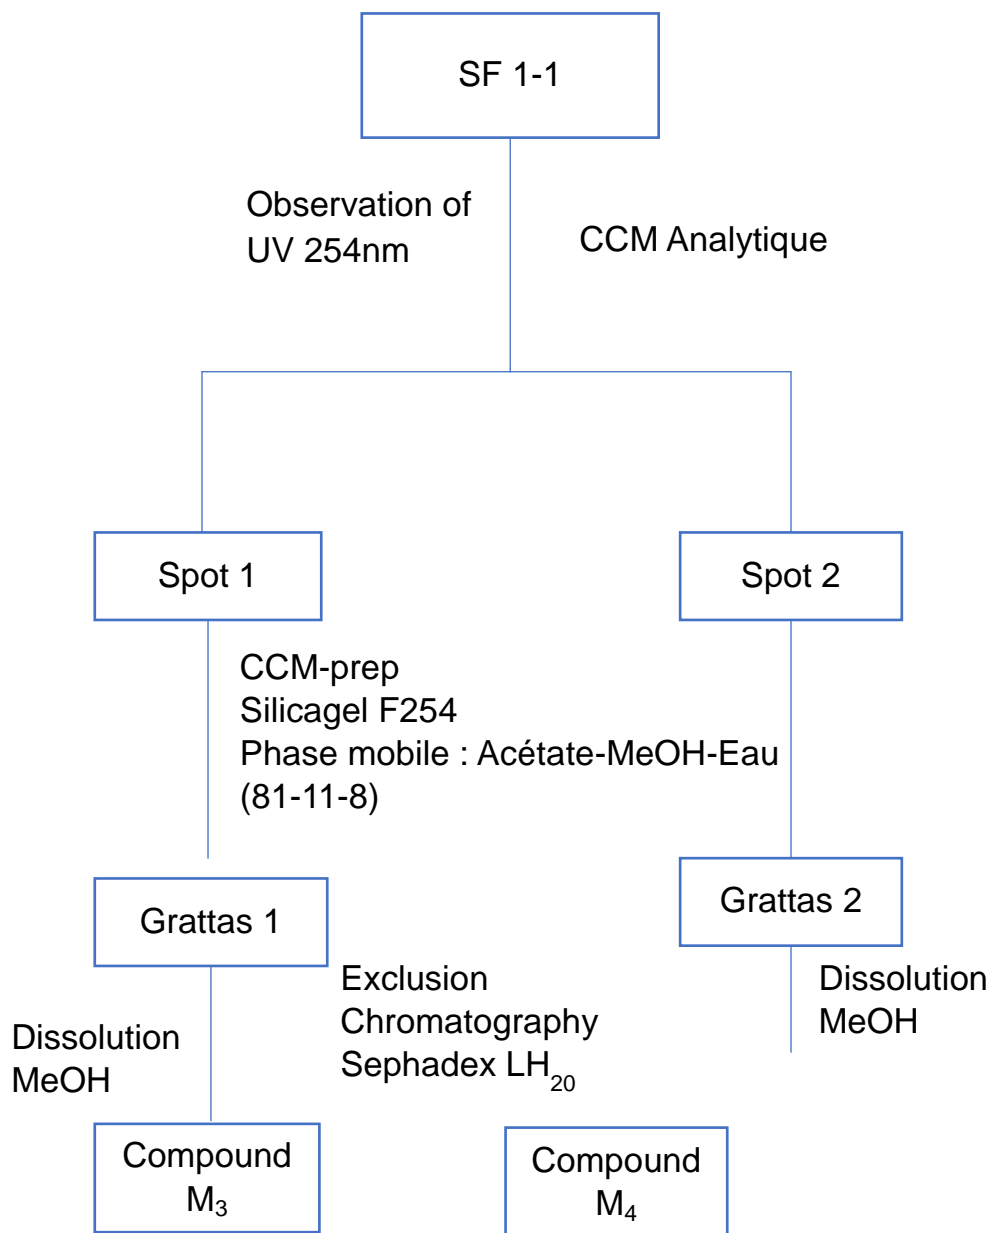 SF 1-1
Observation of
UV 254nm
CCM Analytique
Spot 1
Spot 2
CCM-prep
Silicagel F254
Phase mobile : Acétate-MeOH-Eau
(81-11-8)
Grattas 1
Grattas 2
Exclusion
Chromatography
Sephadex LH₂₀
Dissolution
MeOH
Dissolution
MeOH
Compound
M₃
Compound
M₄